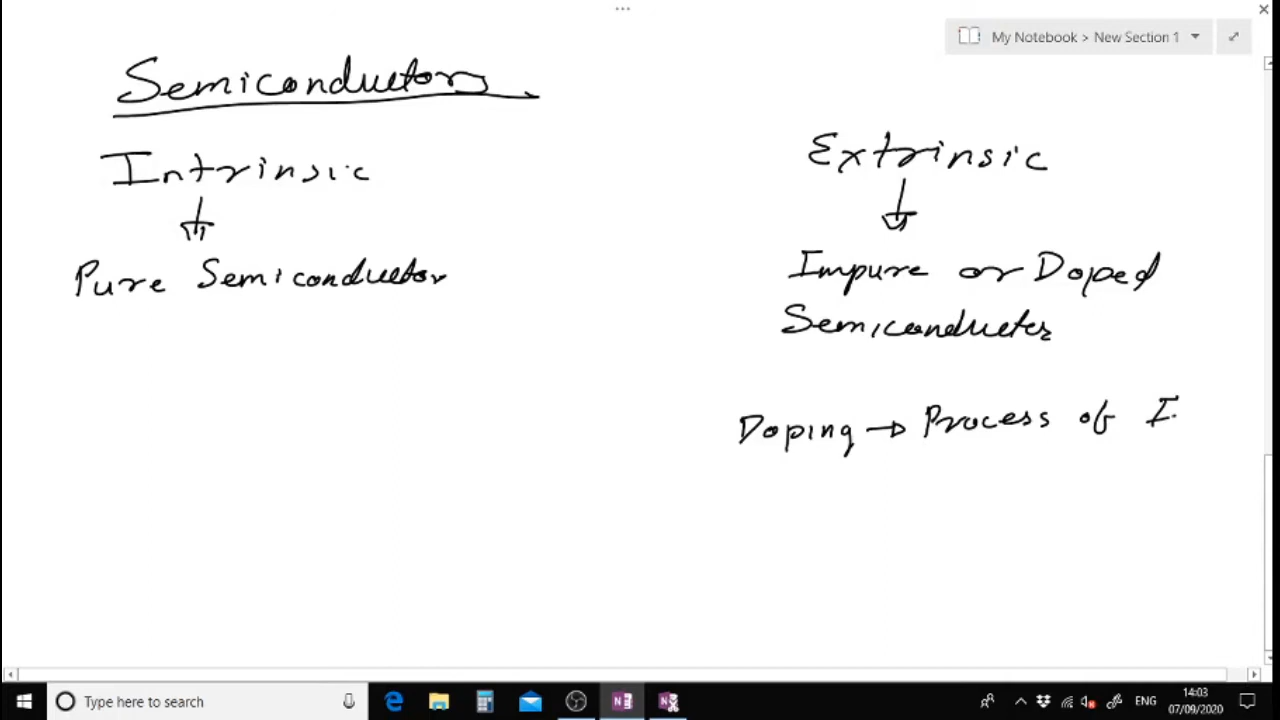 ...
My Notebook > New Section 1
Semiconductors
Intrinsic
Pure Semiconductor
Extrinsic
Impure or Doped
Semiconductor
Doping → Process of I
Type here to search
ENG
14:03
07/09/2020